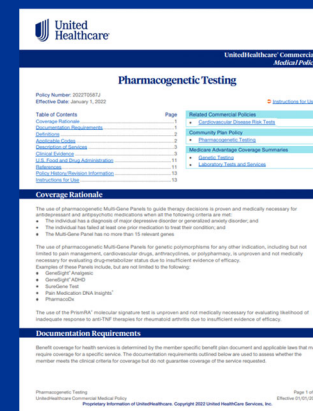 United
Healthcare
UnitedHealthcare® Commercial
Medical Policy
Pharmacogenetic Testing
Policy Number: 2022T0587J
Effective Date: January 1, 2022
Instructions for Use
Table of Contents Page
Coverage Rationale 1
Documentation Requirements 1
Definitions 2
Applicable Codes 2
Description of Services 3
Clinical Evidence 3
U.S. Food and Drug Administration 11
References 11
Policy History/Revision Information 13
Instructions for Use 13
Related Commercial Policies
• Cardiovascular Disease Risk Tests
Community Plan Policy
• Pharmacogenetic Testing
Medicare Advantage Coverage Summaries
• Genetic Testing
• Laboratory Tests and Services
Coverage Rationale
The use of pharmacogenetic Multi-Gene Panels to guide therapy decisions is proven and medically necessary for
antidepressant and antipsychotic medications when all the following criteria are met:
• The individual has a diagnosis of major depressive disorder or generalized anxiety disorder; and
• The individual has failed at least one prior medication to treat their condition; and
• The Multi-Gene Panel has no more than 15 relevant genes
The use of pharmacogenetic Multi-Gene Panels for genetic polymorphisms for any other indication, including but not
limited to pain management, cardiovascular drugs, anthracyclines, or polypharmacy, is unproven and not medically
necessary for evaluating drug-metabolizer status due to insufficient evidence of efficacy.
Examples of these Panels include, but are not limited to the following:
• GeneSight® Analgesic
• GeneSight® ADHD
• SureGene Test
• Pain Medication DNA Insights®
• PharmacoDx
The use of the PrismRA® molecular signature test is unproven and not medically necessary for evaluating likelihood of
inadequate response to anti-TNF therapies for rheumatoid arthritis due to insufficient evidence of efficacy.
Documentation Requirements
Benefit coverage for health services is determined by the member specific benefit plan document and applicable laws that m
require coverage for a specific service. The documentation requirements outlined below are used to assess whether the
member meets the clinical criteria for coverage but do not guarantee coverage of the service requested.
Pharmacogenetic Testing Page 1 of
UnitedHealthcare Commercial Medical Policy Effective 01/01/20
Proprietary Information of UnitedHealthcare. Copyright 2022 United HealthCare Services, Inc.